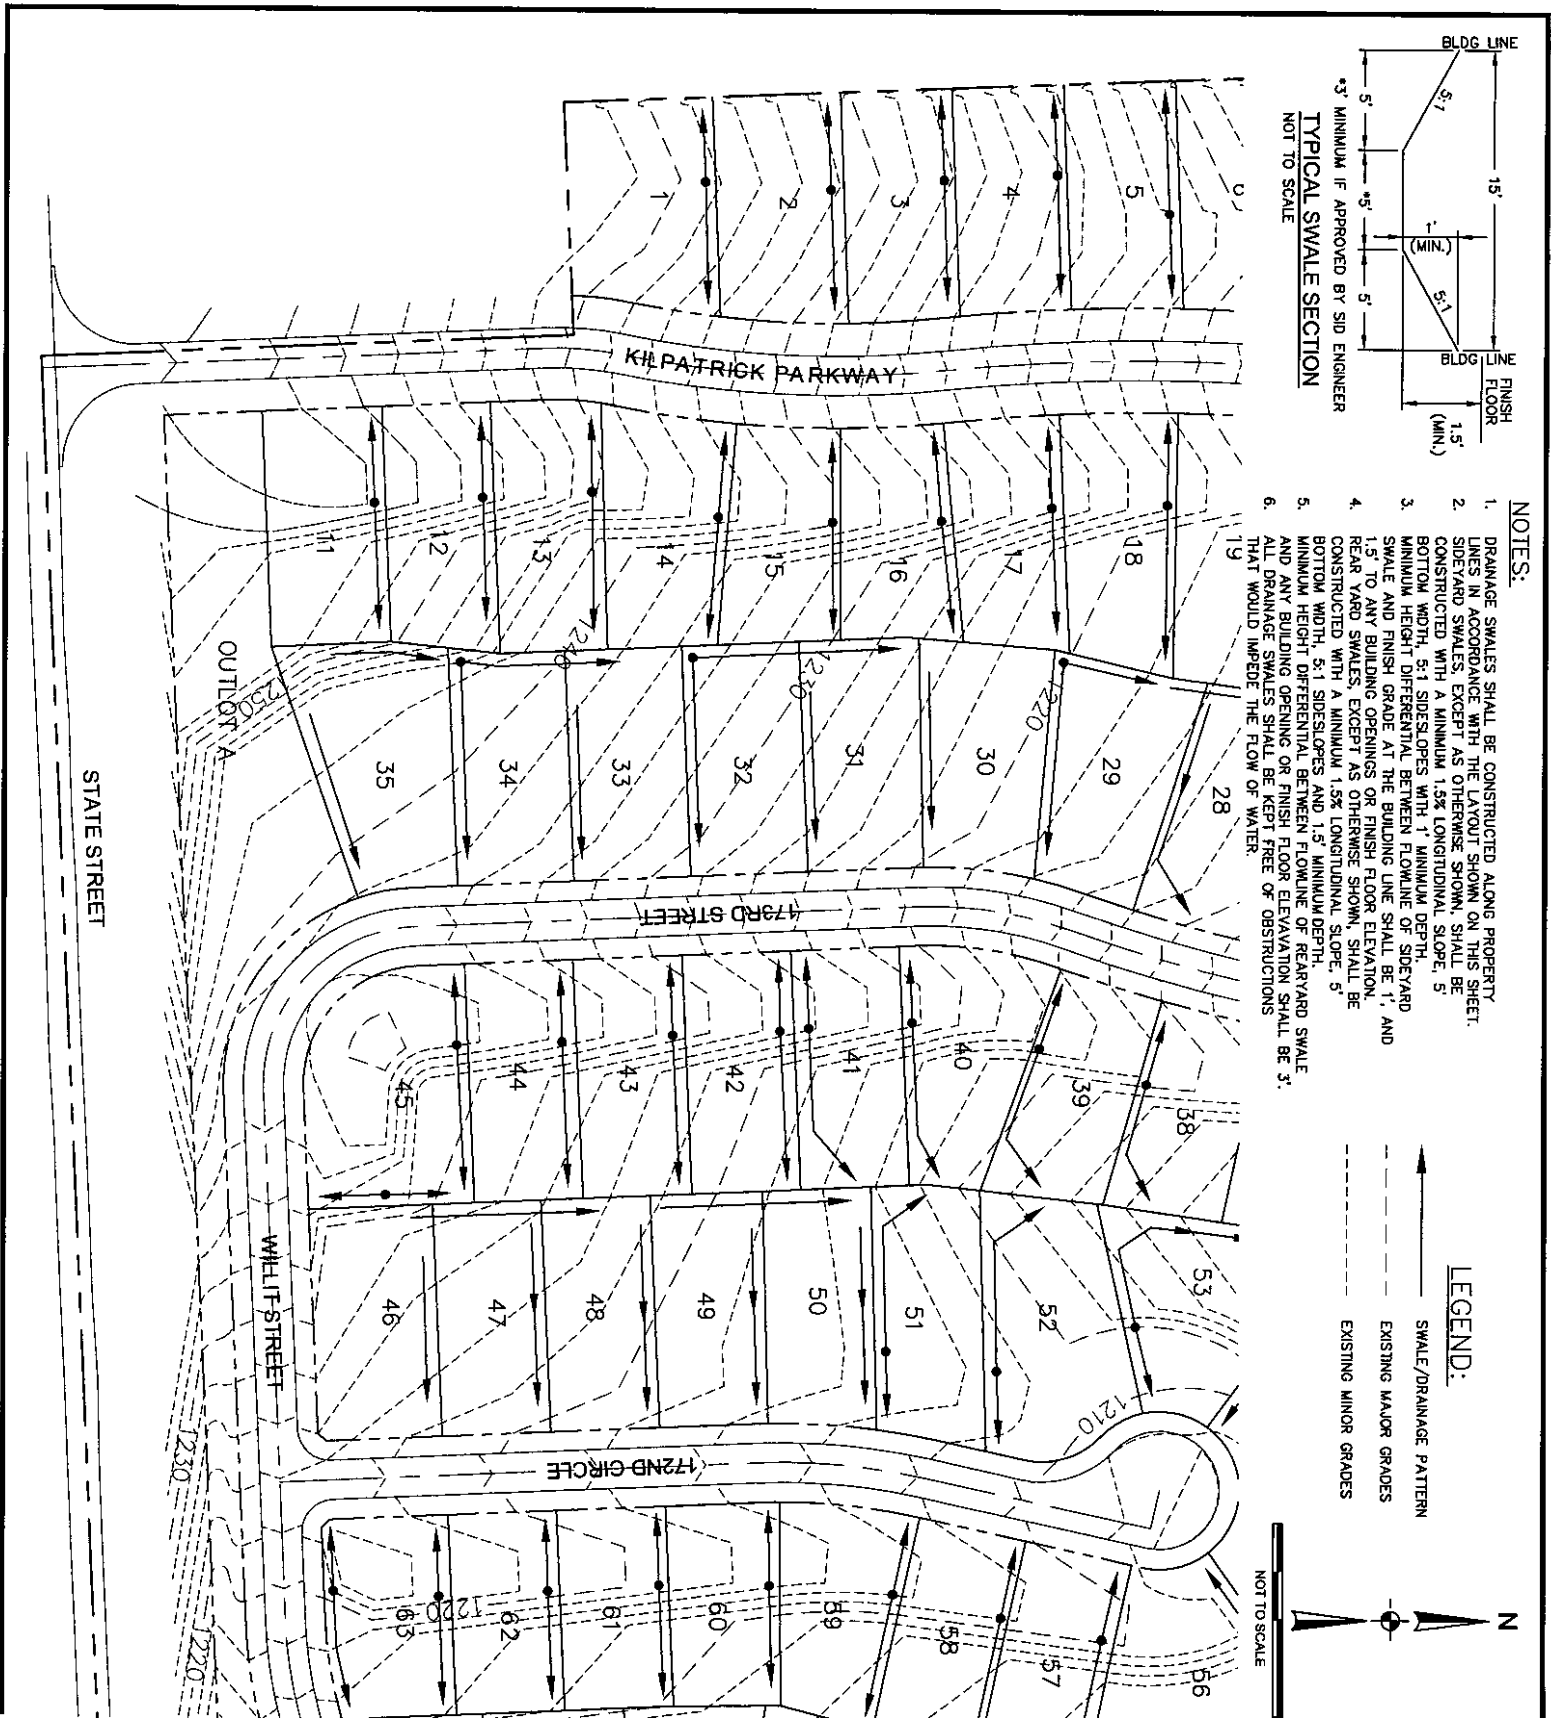 BLDG LINE
15'
5:1
5'
*5'
1'
(MIN.)
5:1
5'
BLDG LINE
FINISH
FLOOR
1.5'
(MIN.)
*3' MINIMUM IF APPROVED BY SID ENGINEER
TYPICAL SWALE SECTION
NOT TO SCALE
NOTES:
1. DRAINAGE SWALES SHALL BE CONSTRUCTED ALONG PROPERTY
LINES IN ACCORDANCE WITH THE LAYOUT SHOWN ON THIS SHEET.
2. SIDEYARD SWALES, EXCEPT AS OTHERWISE SHOWN, SHALL BE
CONSTRUCTED WITH A MINIMUM 1.5% LONGITUDINAL SLOPE, 5'
BOTTOM WIDTH, 5:1 SIDESLOPES WITH 1' MINIMUM DEPTH.
3. MINIMUM HEIGHT DIFFERENTIAL BETWEEN FLOWLINE OF SIDEYARD
SWALE AND FINISH GRADE AT THE BUILDING LINE SHALL BE 1', AND
1.5' TO ANY BUILDING OPENINGS OR FINISH FLOOR ELEVATION.
4. REAR YARD SWALES, EXCEPT AS OTHERWISE SHOWN, SHALL BE
CONSTRUCTED WITH A MINIMUM 1.5% LONGITUDINAL SLOPE, 5'
BOTTOM WIDTH, 5:1 SIDESLOPES AND 1.5' MINIMUM DEPTH.
5. MINIMUM HEIGHT DIFFERENTIAL BETWEEN FLOWLINE OF REARYARD SWALE
AND ANY BUILDING OPENING OR FINISH FLOOR ELEVAVATION SHALL BE 3'.
6. ALL DRAINAGE SWALES SHALL BE KEPT FREE OF OBSTRUCTIONS
THAT WOULD IMPEDE THE FLOW OF WATER.
LEGEND:
SWALE/DRAINAGE PATTERN
EXISTING MAJOR GRADES
EXISTING MINOR GRADES
N
NOT TO SCALE
5
4
3
2
1
KILPATRICK PARKWAY
19
18
17
16
15
14
13
12
11
OUTLOT A
1250
1240
1230
1220
28
29
30
31
32
33
34
35
173RD STREET
38
39
40
41
42
43
44
45
53
52
51
50
49
48
47
46
1210
WILLIT STREET
172ND CIRCLE
56
57
58
59
60
61
62
63
1220
1230
1220
STATE STREET